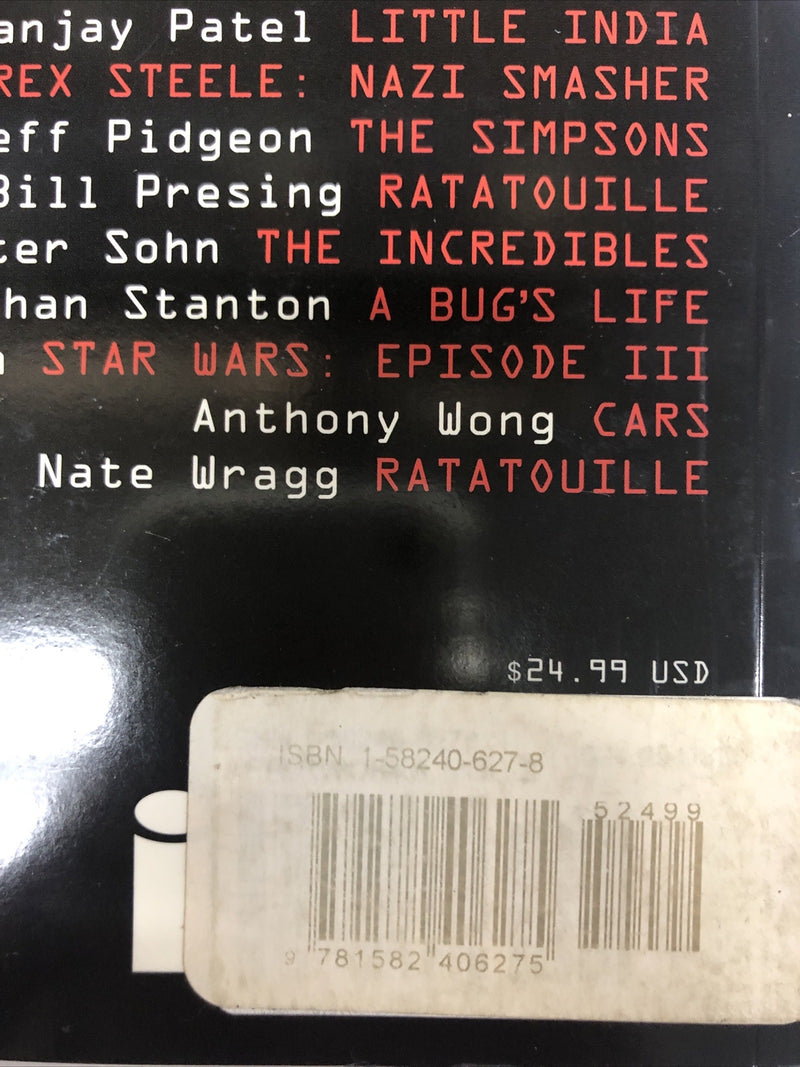 anjay Patel LITTLE INDIA
REX STEELE: NAZI SMASHER
eff Pidgeon THE SIMPSONS
Bill Presing RATATOUILLE
ter Sohn THE INCREDIBLES
han Stanton A BUG'S LIFE
STAR WARS: EPISODE III
Anthony Wong CARS
Nate Wragg RATATOUILLE
$24.99 USD
ISBN 1-58240-627-8
52499
9 781582 406275